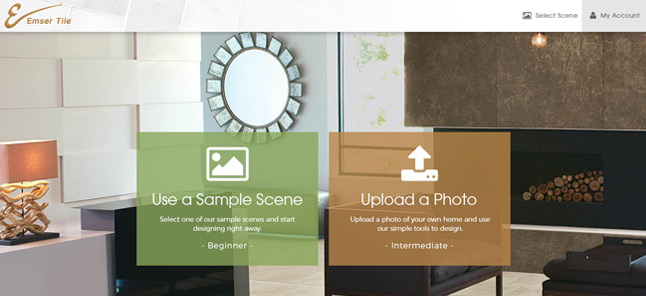 Emser Tile
Select Scene
My Account
Use a Sample Scene
Select one of our sample scenes and start
designing right away.
- Beginner -
Upload a Photo
Upload a photo of your own home and use
our simple tools to design.
- Intermediate -